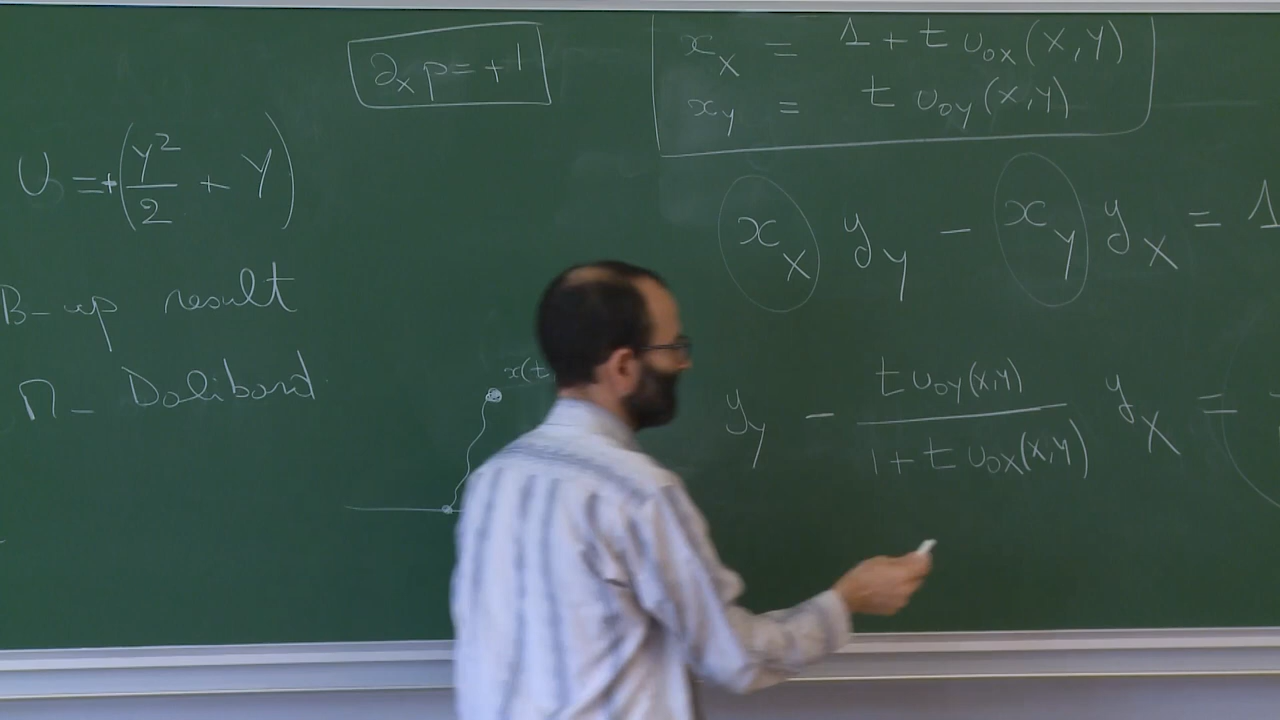 ∂ₓ p = +1
U = +(y²/2 + y)
B-up result
M- Dalibard
x(t
x_X = 1 + t u₀ₓ(X,Y)
x_Y = t u₀ᵧ(X,Y)
x_X y_Y - x_Y y_X = 1
y_Y - (t u₀ᵧ(X,Y))/(1 + t u₀ₓ(X,Y)) y_X =